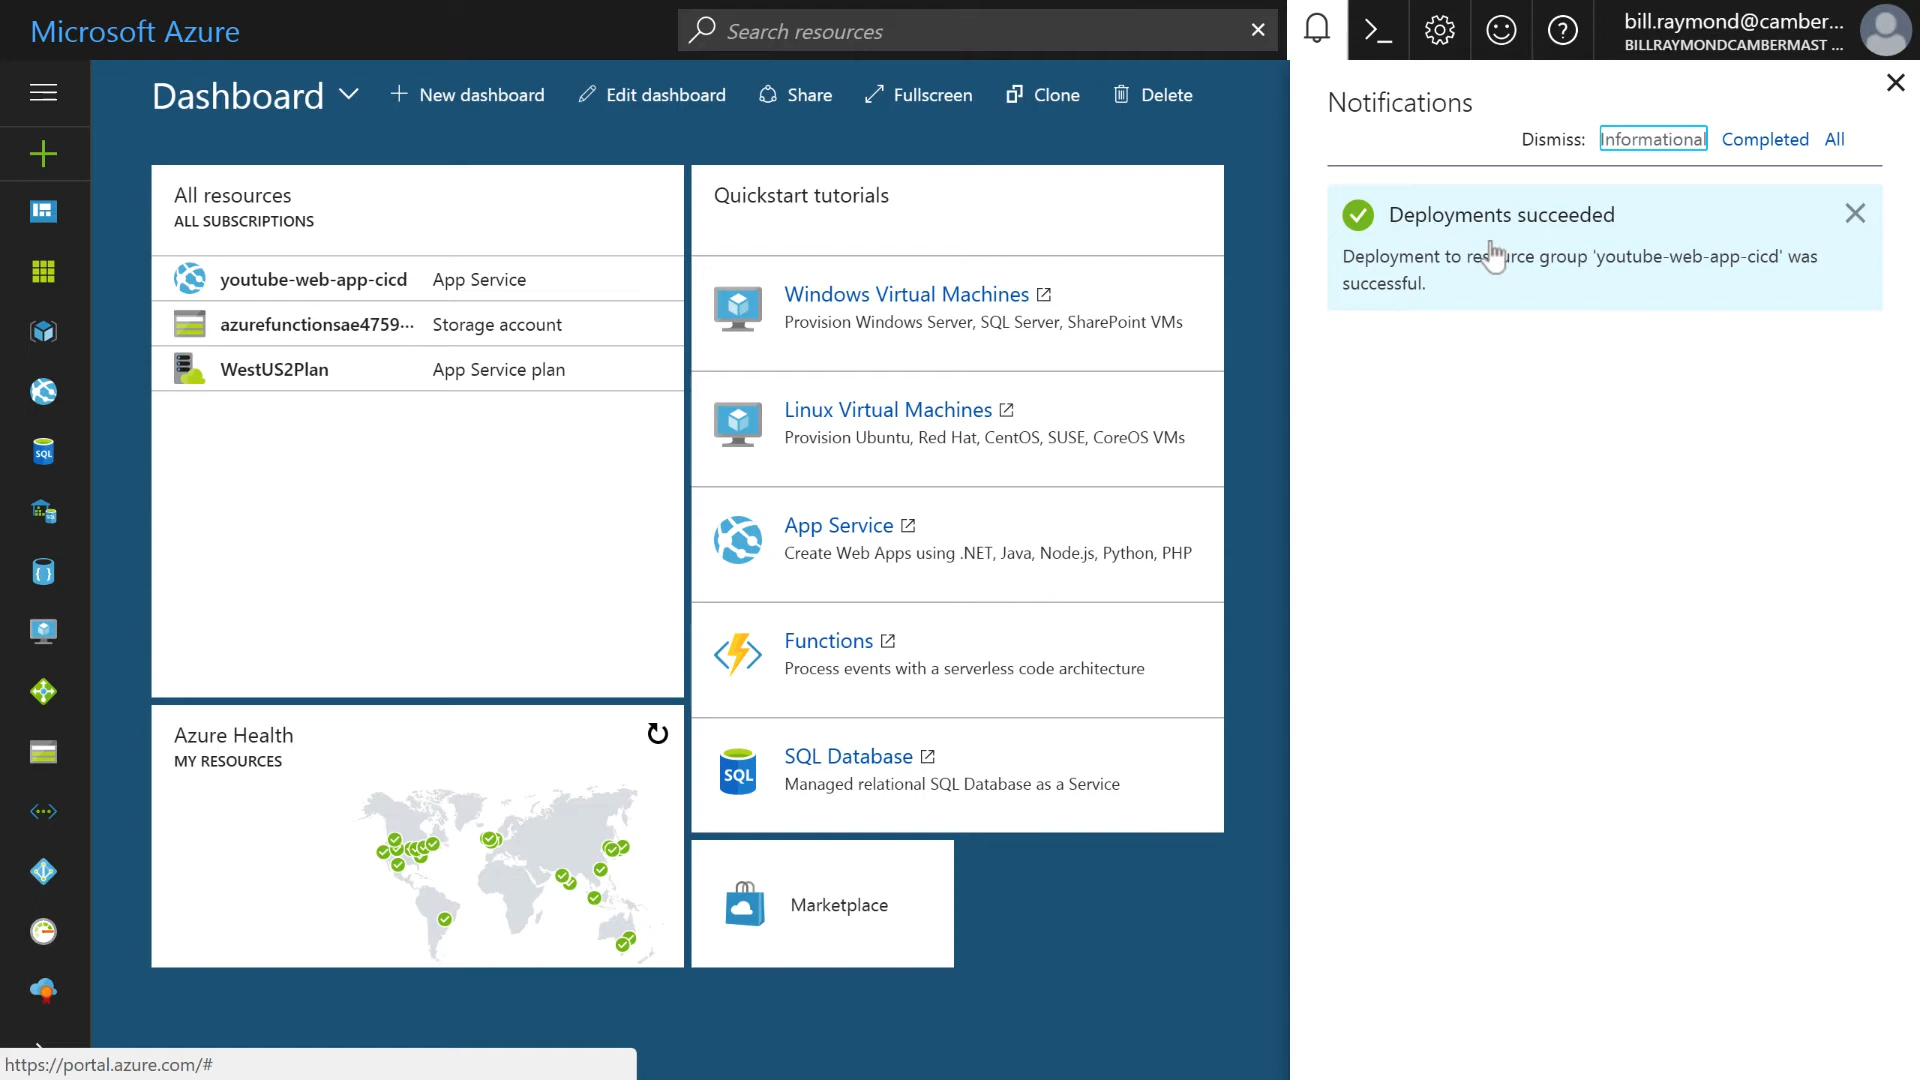 Microsoft Azure
Search resources
bill.raymond@camber...
BILLRAYMONDCAMBERMAST ...
Dashboard
New dashboard
Edit dashboard
Share
Fullscreen
Clone
Delete
Notifications
Dismiss: Informational Completed All
Deployments succeeded
Deployment to resource group 'youtube-web-app-cicd' was
successful.
All resources
ALL SUBSCRIPTIONS
youtube-web-app-cicd App Service
azurefunctionsae4759··· Storage account
WestUS2Plan App Service plan
Quickstart tutorials
Windows Virtual Machines
Provision Windows Server, SQL Server, SharePoint VMs
Linux Virtual Machines
Provision Ubuntu, Red Hat, CentOS, SUSE, CoreOS VMs
App Service
Create Web Apps using .NET, Java, Node.js, Python, PHP
Functions
Process events with a serverless code architecture
SQL
SQL Database
Managed relational SQL Database as a Service
Azure Health
MY RESOURCES
Marketplace
SQL
https://portal.azure.com/#